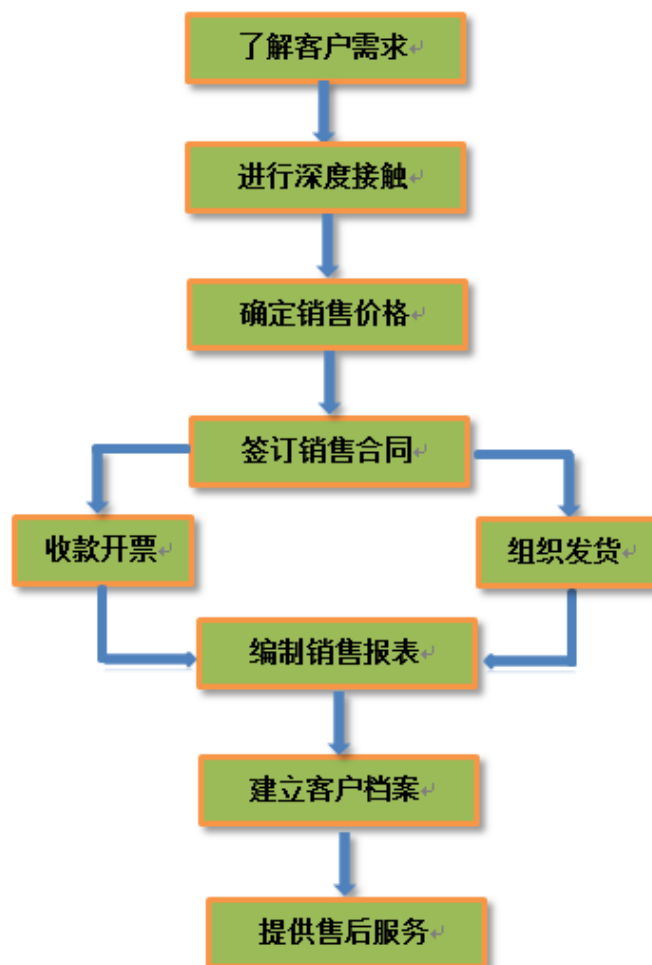 了解客户需求
进行深度接触
确定销售价格
签订销售合同
收款开票
组织发货
编制销售报表
建立客户档案
提供售后服务